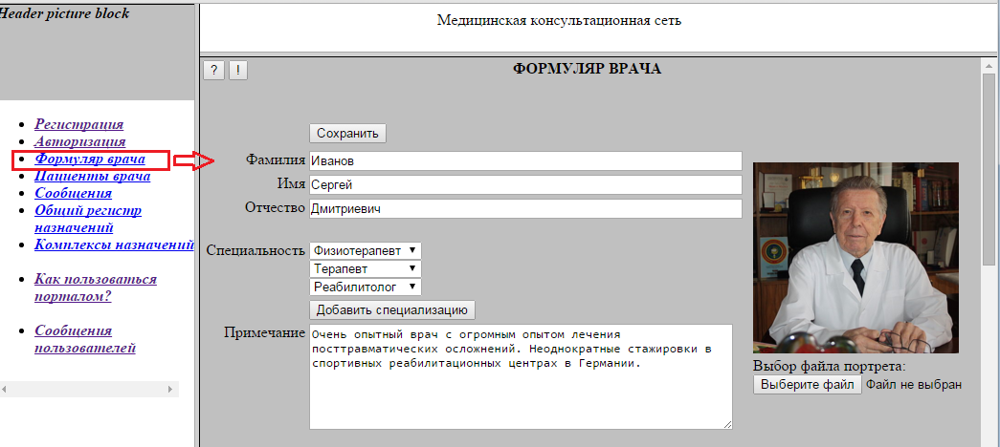 Header picture block
Медицинская консультационная сеть
? ! ФОРМУЛЯР ВРАЧА
Регистрация
Авторизация
Формуляр врача
Пациенты врача
Сообщения
Общий регистр
назначений
Комплексы назначений
Как пользоваться
порталом?
Сообщения
пользователей
Сохранить
Фамилия Иванов
Имя Сергей
Отчество Дмитриевич
Специальность Физиотерапевт
Терапевт
Реабилитолог
Добавить специализацию
Примечание Очень опытный врач с огромным опытом лечения
посттравматических осложнений. Неоднократные стажировки в
спортивных реабилитационных центрах в Германии.
Выбор файла портрета:
Выберите файл Файл не выбран